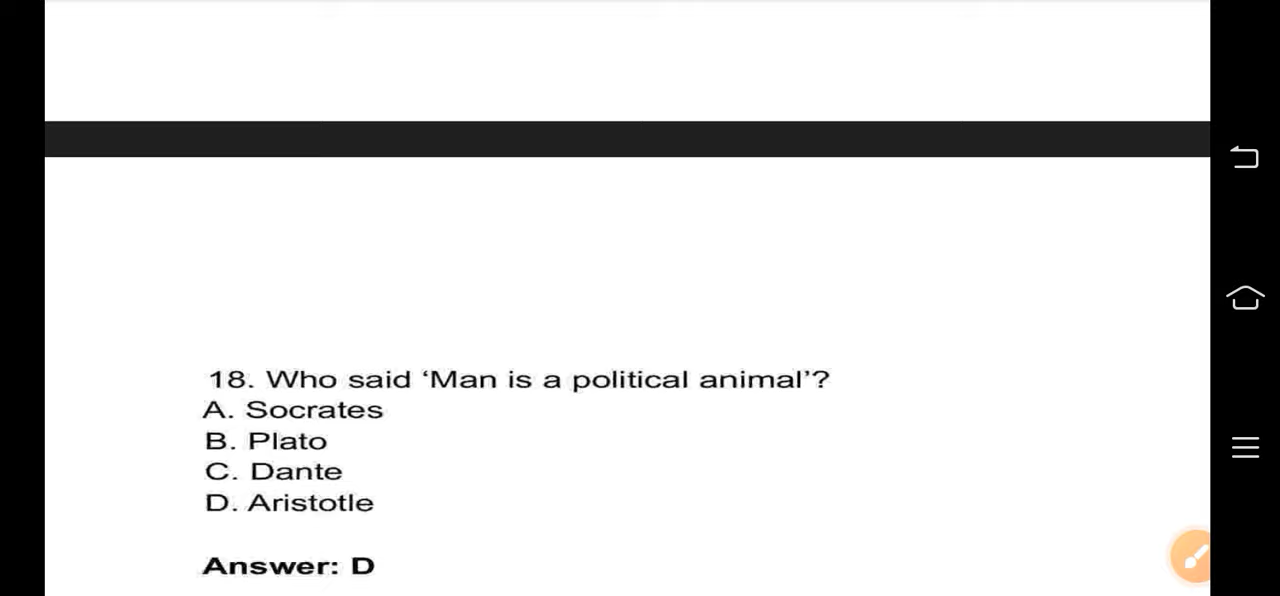 18. Who said ‘Man is a political animal’?
A. Socrates
B. Plato
C. Dante
D. Aristotle
Answer: D